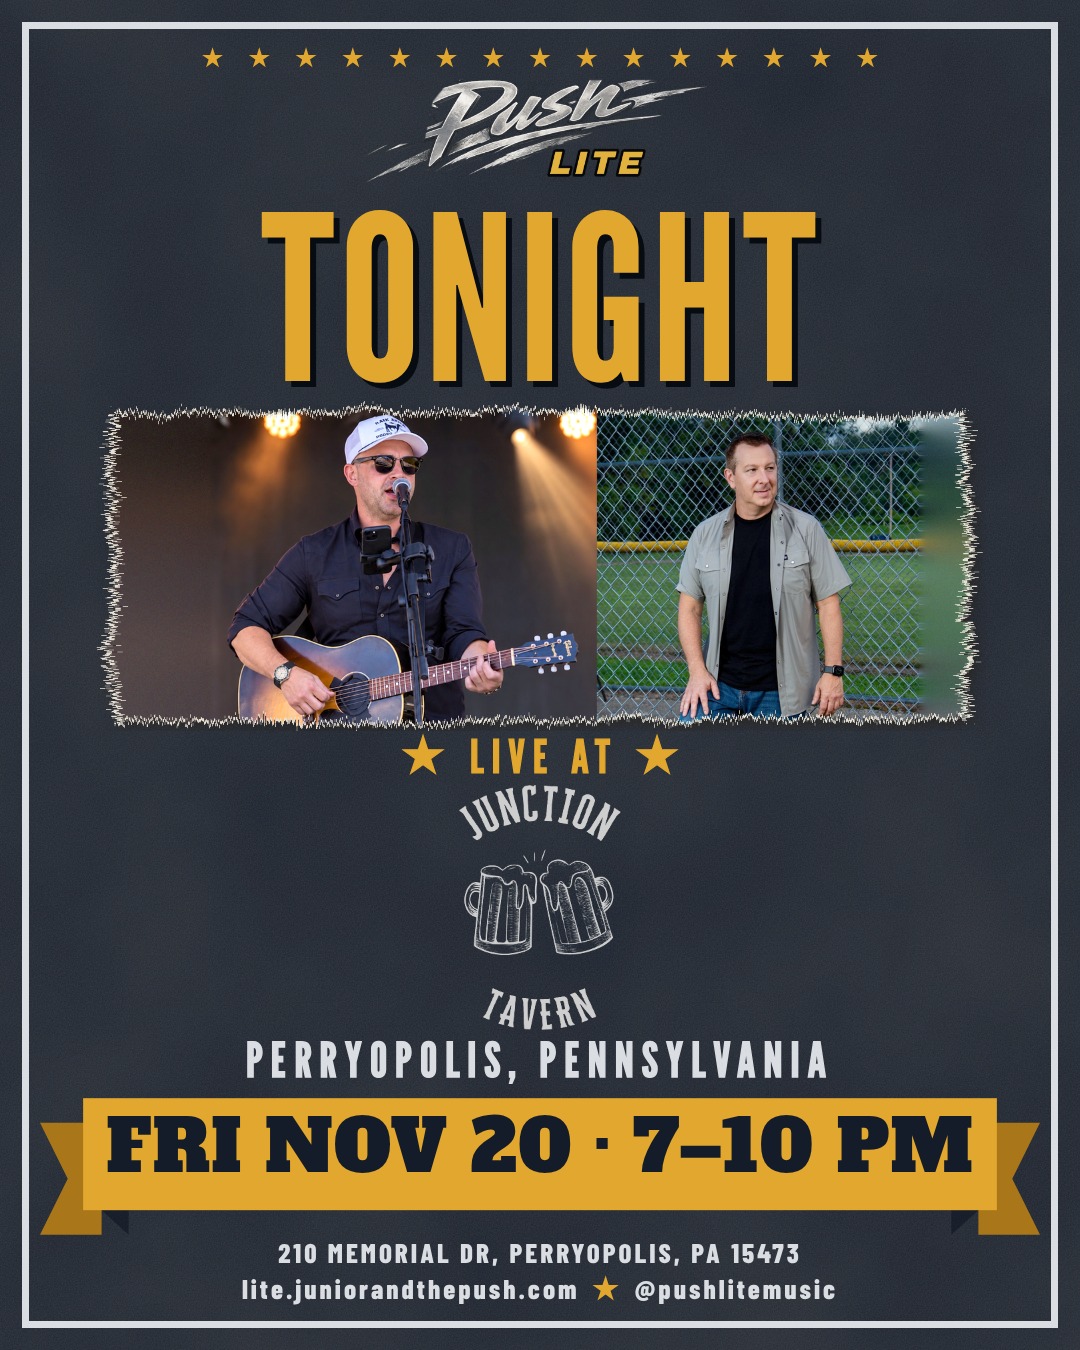 Push
LITE
TONIGHT
LIVE AT
JUNCTION
TAVERN
PERRYOPOLIS, PENNSYLVANIA
FRI NOV 20 · 7–10 PM
210 MEMORIAL DR, PERRYOPOLIS, PA 15473
lite.juniorandthepush.com ★ @pushlitemusic